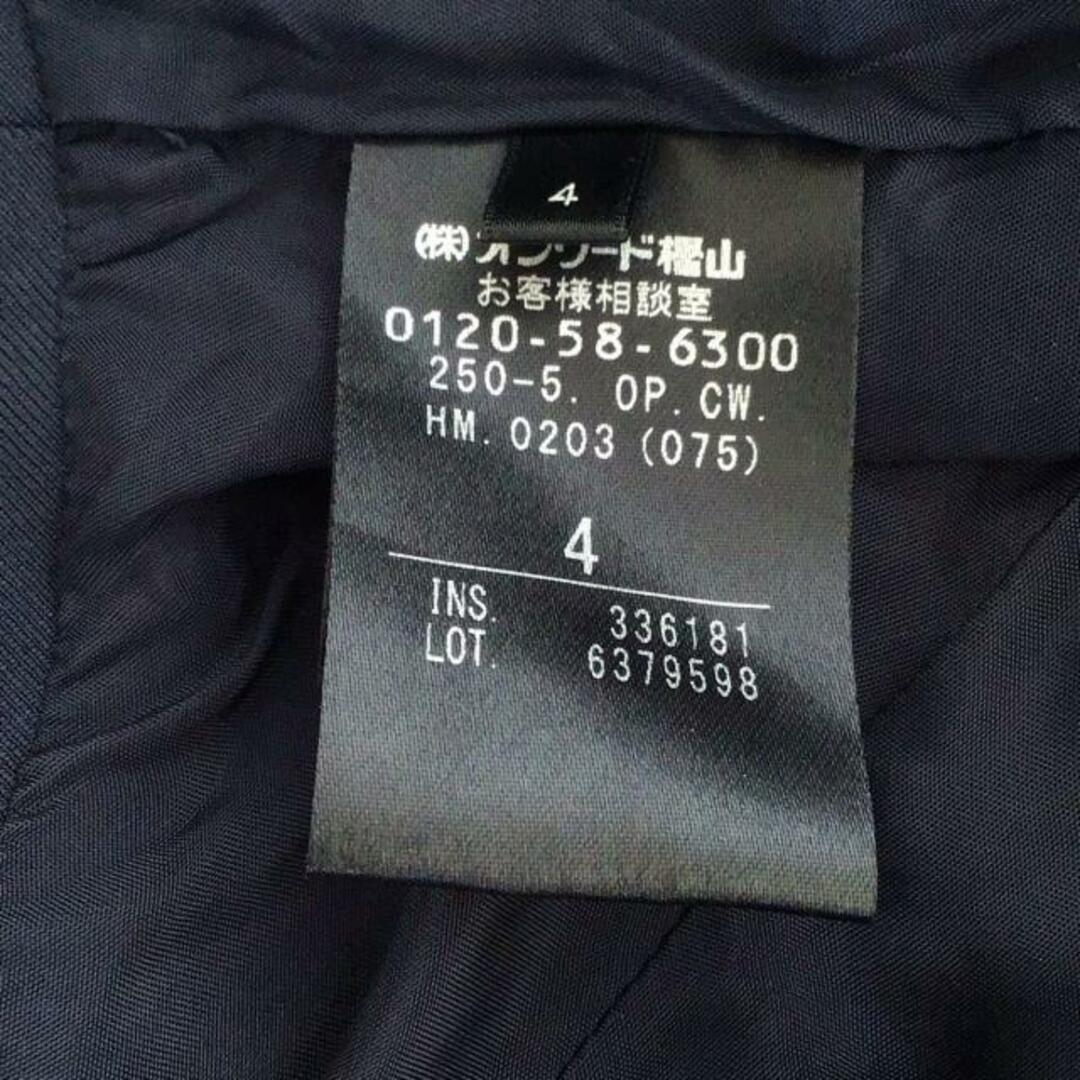 4
(株)オンワード樫山
お客様相談室
0120-58-6300
250-5. OP. CW.
HM. 0203 (075)
4
INS. 336181
LOT. 6379598